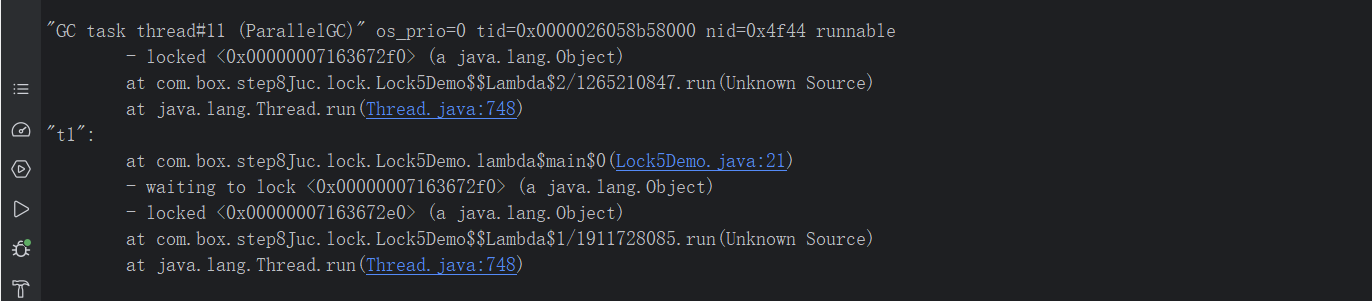 "GC task thread#11 (ParallelGC)" os_prio=0 tid=0x0000026058b58000 nid=0x4f44 runnable
- locked <0x00000007163672f0> (a java.lang.Object)
at com.box.step8Juc.lock.Lock5Demo$$Lambda$2/1265210847.run(Unknown Source)
at java.lang.Thread.run(Thread.java:748)
"t1":
at com.box.step8Juc.lock.Lock5Demo.lambda$main$0(Lock5Demo.java:21)
- waiting to lock <0x00000007163672f0> (a java.lang.Object)
- locked <0x00000007163672e0> (a java.lang.Object)
at com.box.step8Juc.lock.Lock5Demo$$Lambda$1/1911728085.run(Unknown Source)
at java.lang.Thread.run(Thread.java:748)